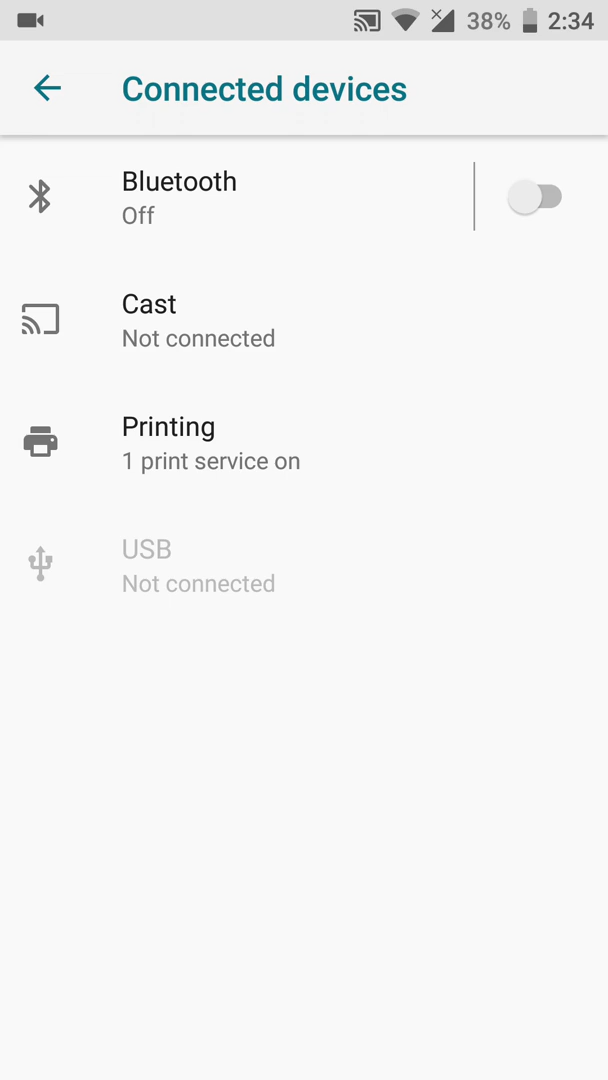 38% 2:34
Connected devices
Bluetooth
Off
Cast
Not connected
Printing
1 print service on
USB
Not connected